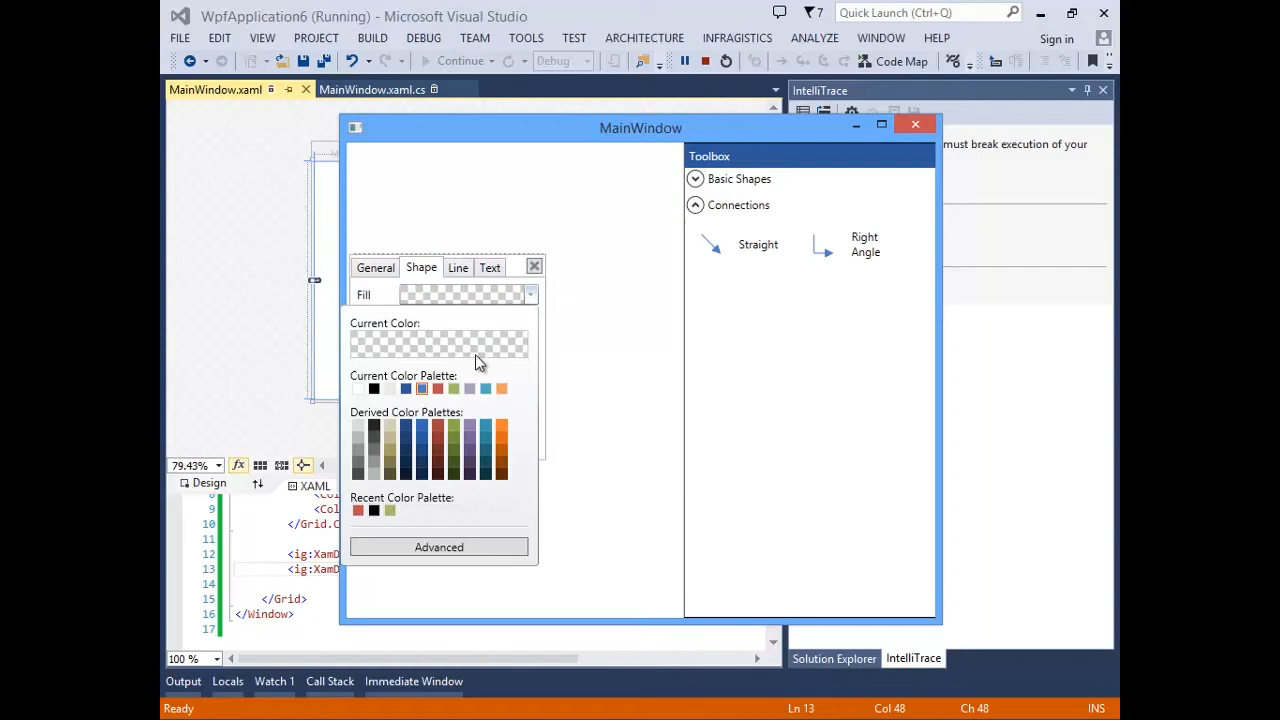 WpfApplication6 (Running) - Microsoft Visual Studio
7
Quick Launch (Ctrl+Q)
FILE EDIT VIEW PROJECT BUILD DEBUG TEAM TOOLS TEST ARCHITECTURE INFRAGISTICS ANALYZE WINDOW HELP Sign in
Continue Debug Code Map
MainWindow.xaml MainWindow.xaml.cs
IntelliTrace
must break execution of your
MainWindow
Toolbox
Basic Shapes
Connections
Straight
Right
Angle
General Shape Line Text
Fill
Current Color:
Current Color Palette:
Derived Color Palettes:
Recent Color Palette:
Advanced
79.43%
Design XAML
8 <Col
9 <Col
10 </Grid.C
11
12 <ig:XamD
13 <ig:XamD
14
15 </Grid>
16 </Window>
17
100 %
Solution Explorer IntelliTrace
Output Locals Watch 1 Call Stack Immediate Window
Ready Ln 13 Col 48 Ch 48 INS